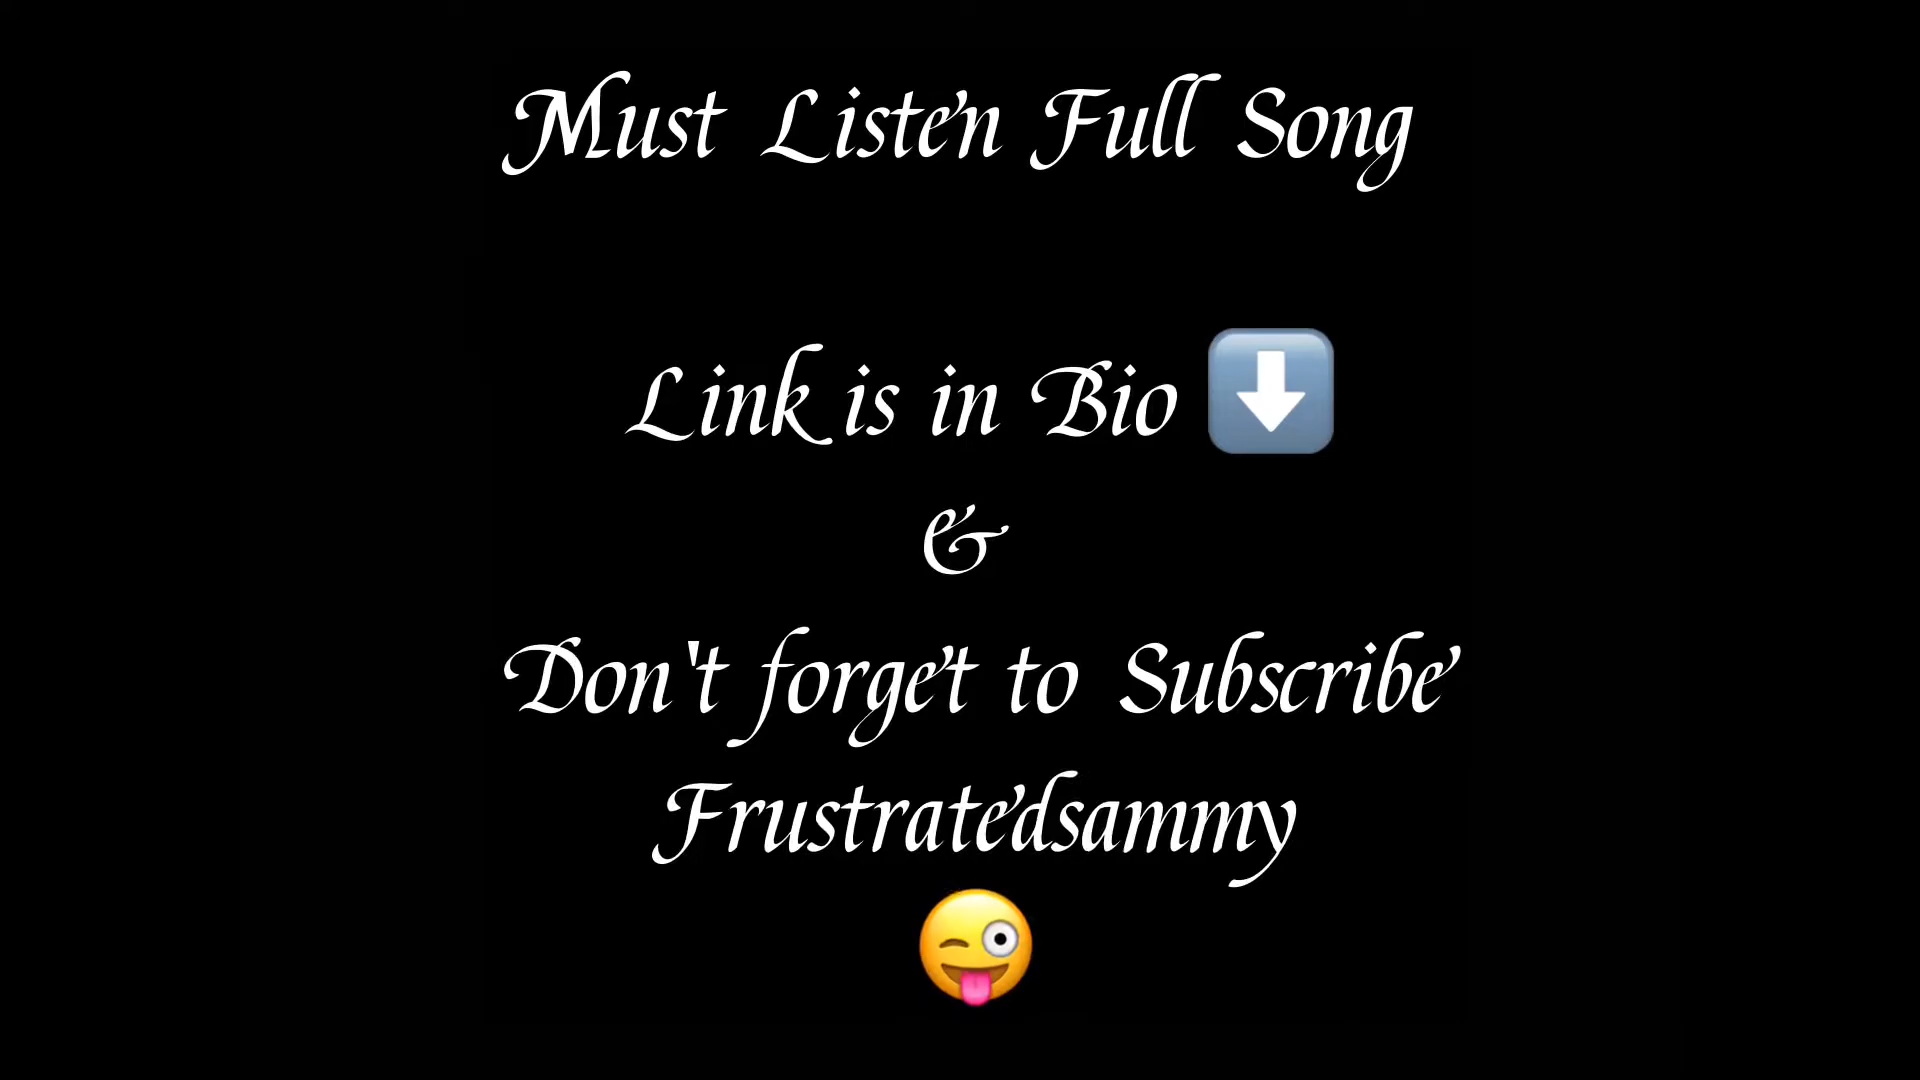 Must Listen Full Song
Link is in Bio ⬇️
&
Don't forget to Subscribe
Frustratedsammy
😜